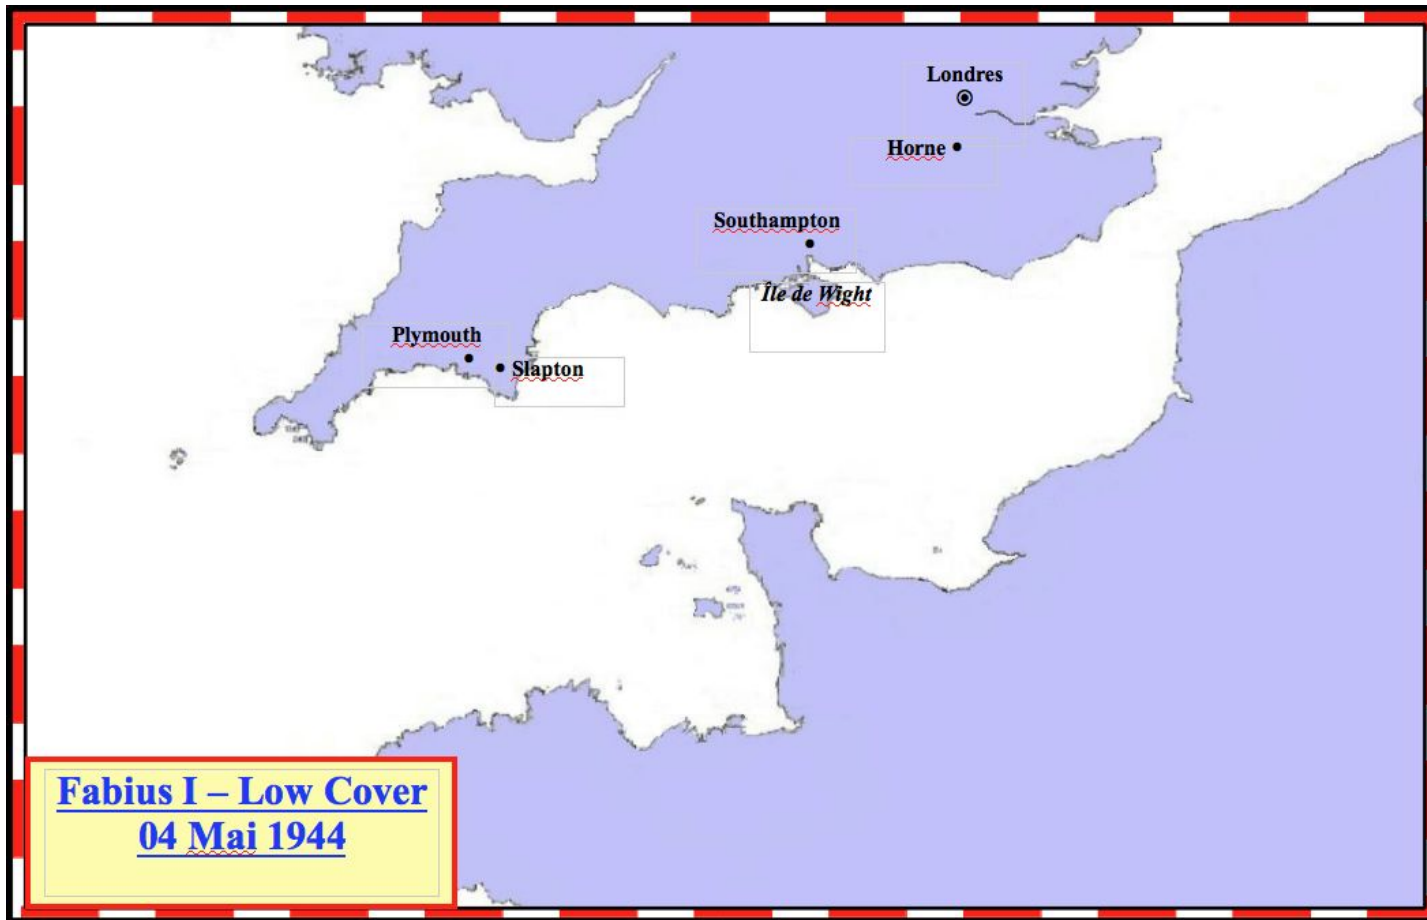 Londres
Horne
Southampton
Île de Wight
Plymouth
Slapton
Fabius I – Low Cover
04 Mai 1944